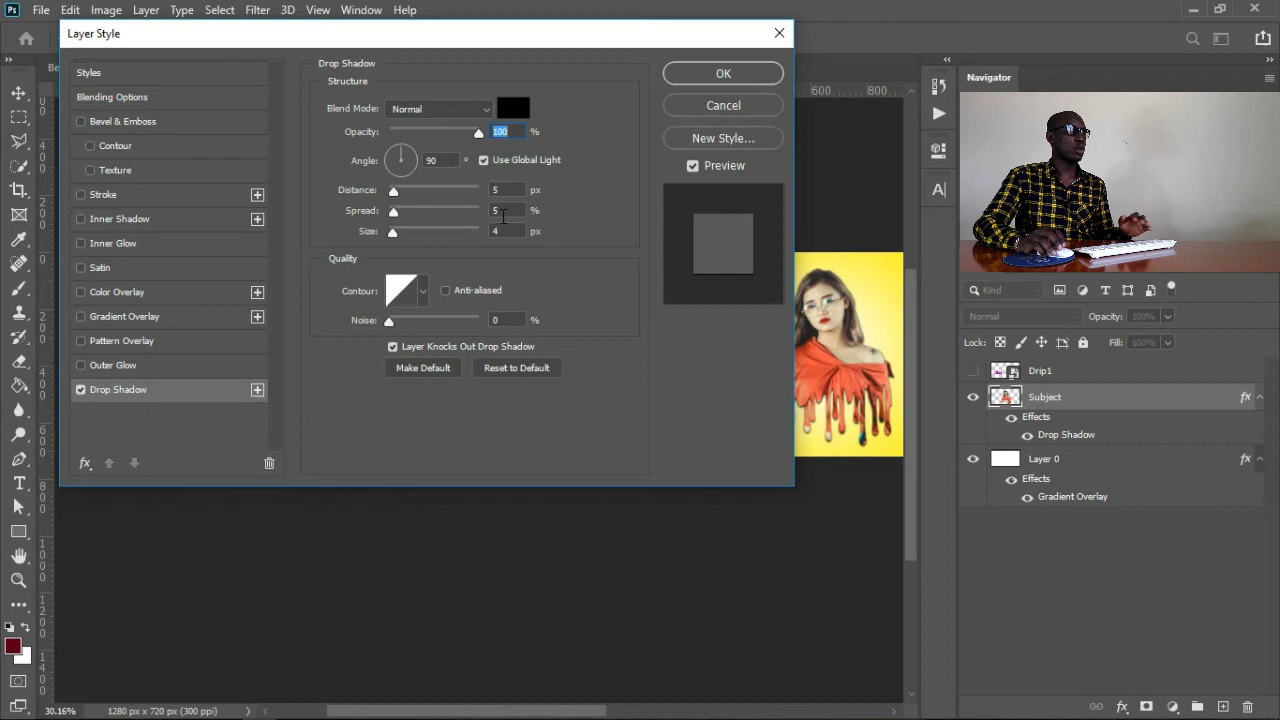 Ps File Edit Image Layer Type Select Filter 3D View Window Help
Layer Style
Styles
Blending Options
Bevel & Emboss
Contour
Texture
Stroke
Inner Shadow
Inner Glow
Satin
Color Overlay
Gradient Overlay
Pattern Overlay
Outer Glow
Drop Shadow
fx
Drop Shadow
Structure
Blend Mode: Normal
Opacity: 100 %
Angle: 90 ° Use Global Light
Distance: 5 px
Spread: 5 %
Size: 4 px
Quality
Contour: Anti-aliased
Noise: 0 %
Layer Knocks Out Drop Shadow
Make Default Reset to Default
OK
Cancel
New Style...
Preview
600 800
Navigator
Kind
Normal Opacity: 100%
Lock: Fill: 100%
Drip1
Subject fx
Effects
Drop Shadow
Layer 0 fx
Effects
Gradient Overlay
30.16% 1280 px x 720 px (300 ppi)